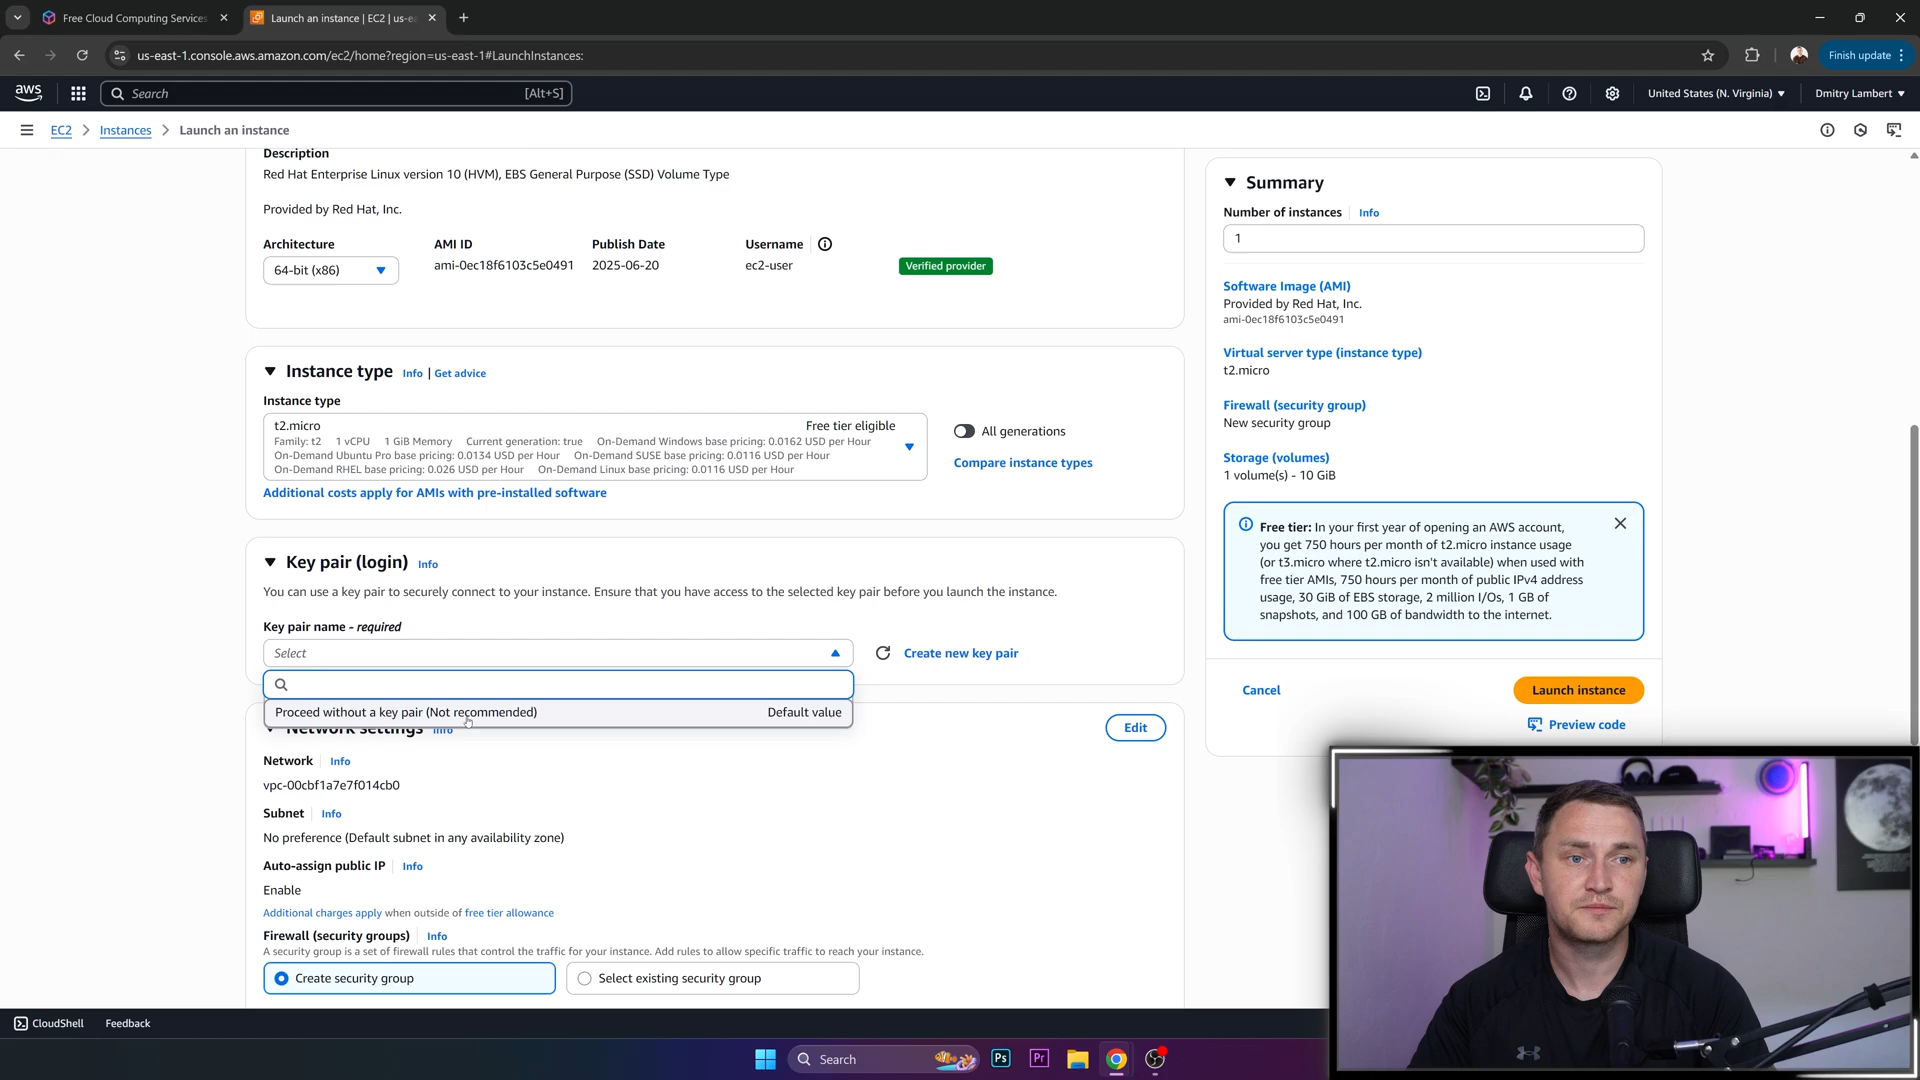 Free Cloud Computing Services
Launch an instance | EC2 | us-ea
us-east-1.console.aws.amazon.com/ec2/home?region=us-east-1#LaunchInstances:
Finish update
aws
Search
[Alt+S]
United States (N. Virginia)
Dmitry Lambert
EC2
Instances
Launch an instance
Description
Red Hat Enterprise Linux version 10 (HVM), EBS General Purpose (SSD) Volume Type
Provided by Red Hat, Inc.
Architecture
AMI ID
Publish Date
Username
64-bit (x86)
ami-0ec18f6103c5e0491
2025-06-20
ec2-user
Verified provider
Instance type
Info | Get advice
Instance type
t2.micro
Free tier eligible
Family: t2 1 vCPU 1 GiB Memory Current generation: true On-Demand Windows base pricing: 0.0162 USD per Hour
On-Demand Ubuntu Pro base pricing: 0.0134 USD per Hour On-Demand SUSE base pricing: 0.0116 USD per Hour
On-Demand RHEL base pricing: 0.026 USD per Hour On-Demand Linux base pricing: 0.0116 USD per Hour
All generations
Compare instance types
Additional costs apply for AMIs with pre-installed software
Key pair (login)
Info
You can use a key pair to securely connect to your instance. Ensure that you have access to the selected key pair before you launch the instance.
Key pair name - required
Select
Create new key pair
Proceed without a key pair (Not recommended)
Default value
Network settings
Info
Edit
Network
Info
vpc-00cbf1a7e7f014cb0
Subnet
Info
No preference (Default subnet in any availability zone)
Auto-assign public IP
Info
Enable
Additional charges apply when outside of free tier allowance
Firewall (security groups)
Info
A security group is a set of firewall rules that control the traffic for your instance. Add rules to allow specific traffic to reach your instance.
Create security group
Select existing security group
Summary
Number of instances
Info
1
Software Image (AMI)
Provided by Red Hat, Inc.
ami-0ec18f6103c5e0491
Virtual server type (instance type)
t2.micro
Firewall (security group)
New security group
Storage (volumes)
1 volume(s) - 10 GiB
Free tier: In your first year of opening an AWS account,
you get 750 hours per month of t2.micro instance usage
(or t3.micro where t2.micro isn't available) when used with
free tier AMIs, 750 hours per month of public IPv4 address
usage, 30 GiB of EBS storage, 2 million I/Os, 1 GB of
snapshots, and 100 GB of bandwidth to the internet.
Cancel
Launch instance
Preview code
CloudShell
Feedback
Search
Ps
Pr